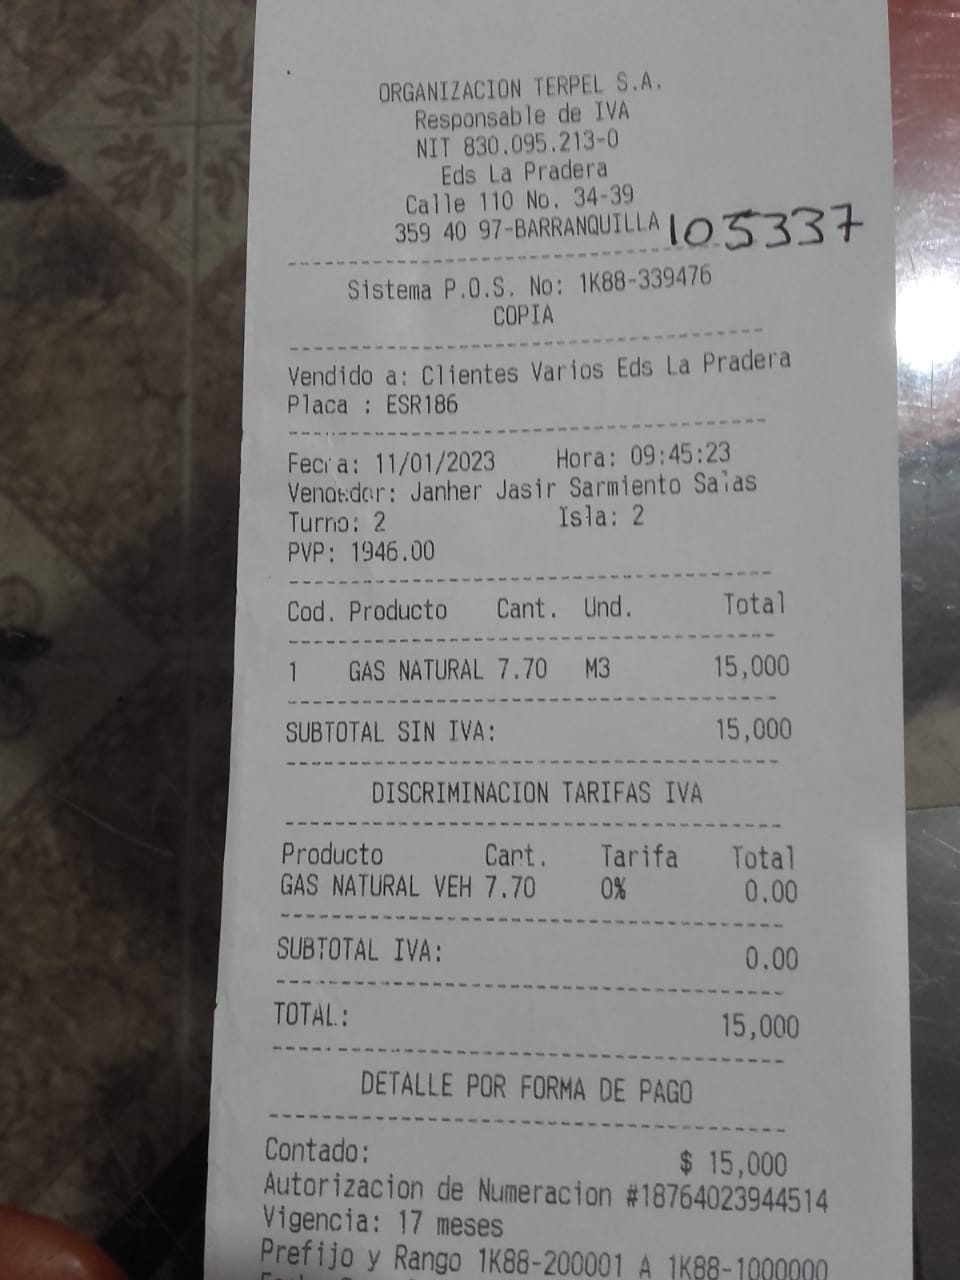 ORGANIZACION TERPEL S.A.
Responsable de IVA
NIT 830.095.213-0
Eds La Pradera
Calle 110 No. 34-39
359 40 97-BARRANQUILLA 105337
Sistema P.O.S. No: 1K88-339476
COPIA
Vendido a: Clientes Varios Eds La Pradera
Placa : ESR186
Fecha: 11/01/2023 Hora: 09:45:23
Vendedor: Janher Jasir Sarmiento Salas
Turno: 2 Isla: 2
PVP: 1946.00
Cod. Producto Cant. Und. Total
1 GAS NATURAL 7.70 M3 15,000
SUBTOTAL SIN IVA: 15,000
DISCRIMINACION TARIFAS IVA
Producto Cant. Tarifa Total
GAS NATURAL VEH 7.70 0% 0.00
SUBTOTAL IVA: 0.00
TOTAL: 15,000
DETALLE POR FORMA DE PAGO
Contado: $ 15,000
Autorizacion de Numeracion #18764023944514
Vigencia: 17 meses
Prefijo y Rango 1K88-200001 A 1K88-1000000